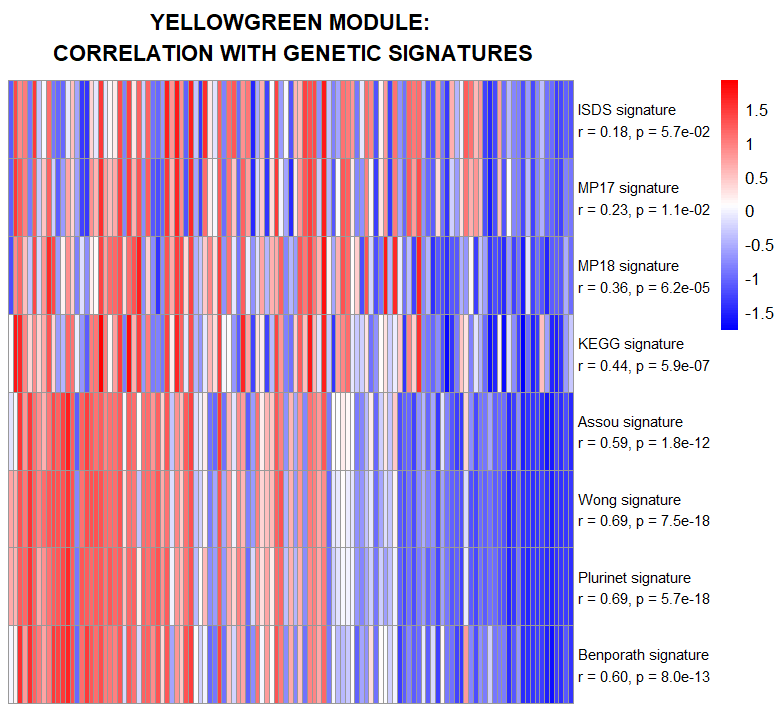 YELLOWGREEN MODULE:
CORRELATION WITH GENETIC SIGNATURES
ISDS signature
r = 0.18, p = 5.7e-02
MP17 signature
r = 0.23, p = 1.1e-02
MP18 signature
r = 0.36, p = 6.2e-05
KEGG signature
r = 0.44, p = 5.9e-07
Assou signature
r = 0.59, p = 1.8e-12
Wong signature
r = 0.69, p = 7.5e-18
Plurinet signature
r = 0.69, p = 5.7e-18
Benporath signature
r = 0.60, p = 8.0e-13
1.5
1
0.5
0
-0.5
-1
-1.5